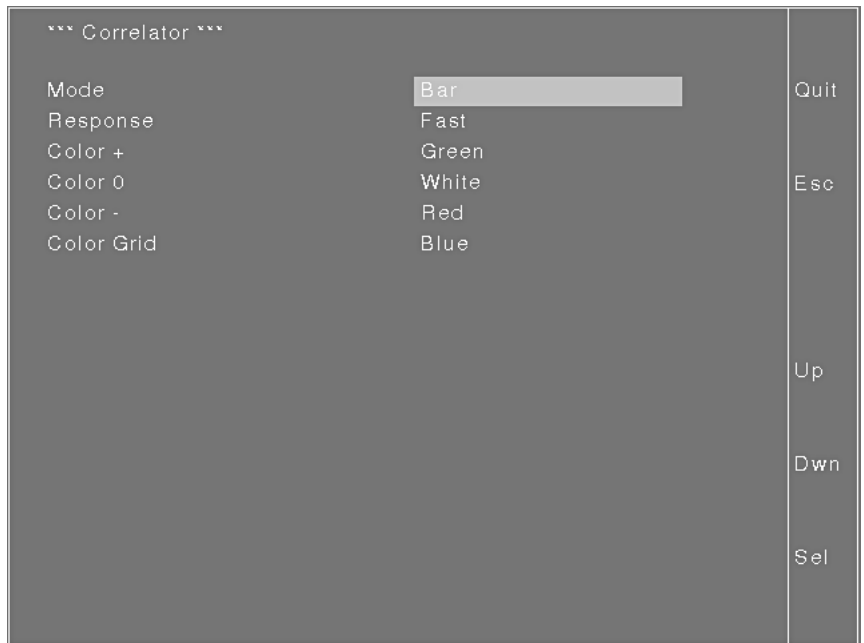 *** Correlator ***
Mode Bar Quit
Response Fast
Color + Green
Color 0 White Esc
Color - Red
Color Grid Blue
Up
Dwn
Sel